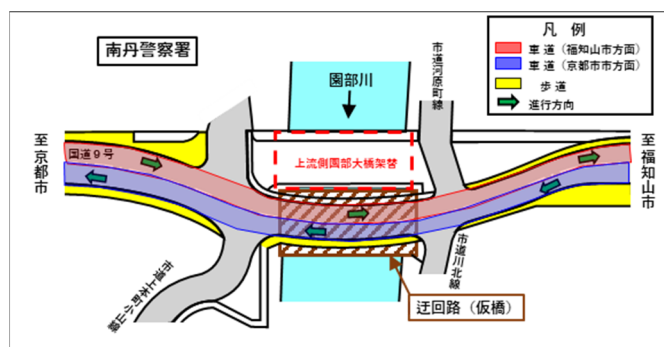 南丹警察署
園部川
市道河原町線
凡 例
車 道（福知山市方面）
車 道（京都市市方面）
歩 道
進行方向
至京都市
国道９号
上流側園部大橋架替
至福知山市
市道上本町小山線
市道川北線
迂回路（仮橋）